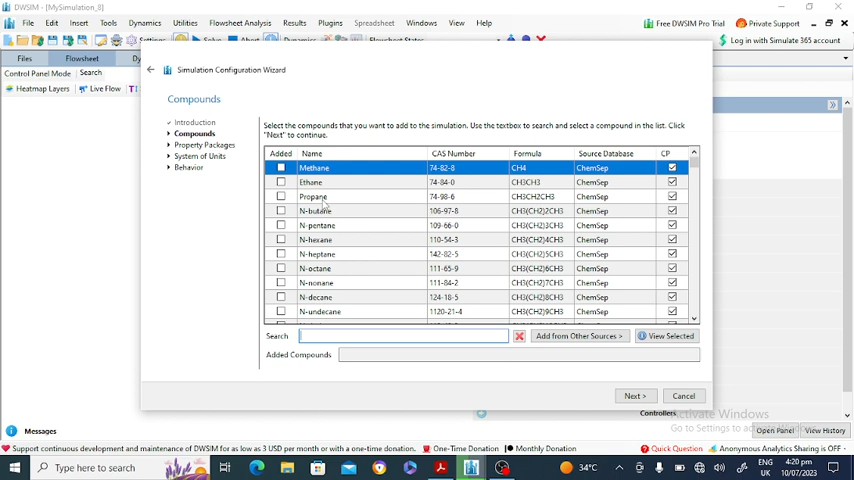 DWSIM - [MySimulation_8]
File Edit Insert Tools Dynamics Utilities Flowsheet Analysis Results Plugins Spreadsheet Windows View Help
Free DWSIM Pro Trial Private Support
Settings Solve Abort Dynamics Flowsheet States
Log in with Simulate 365 account
Files Flowsheet
Control Panel Mode Search
Heatmap Layers Live Flow
Simulation Configuration Wizard
Compounds
Introduction
Compounds
Property Packages
System of Units
Behavior
Select the compounds that you want to add to the simulation. Use the textbox to search and select a compound in the list. Click
"Next" to continue.
Added Name CAS Number Formula Source Database CP
Methane 74-82-8 CH4 ChemSep
Ethane 74-84-0 CH3CH3 ChemSep
Propane 74-98-6 CH3CH2CH3 ChemSep
N-butane 106-97-8 CH3(CH2)2CH3 ChemSep
N-pentane 109-66-0 CH3(CH2)3CH3 ChemSep
N-hexane 110-54-3 CH3(CH2)4CH3 ChemSep
N-heptane 142-82-5 CH3(CH2)5CH3 ChemSep
N-octane 111-65-9 CH3(CH2)6CH3 ChemSep
N-nonane 111-84-2 CH3(CH2)7CH3 ChemSep
N-decane 124-18-5 CH3(CH2)8CH3 ChemSep
N-undecane 1120-21-4 CH3(CH2)9CH3 ChemSep
Search Add from Other Sources > View Selected
Added Compounds
Next > Cancel
Controllers
Activate Windows
Go to Settings to
Messages Open Panel View History
Support continuous development and maintenance of DWSIM for as low as 3 USD per month or with a one-time donation. One-Time Donation Monthly Donation Quick Question Anonymous Analytics Sharing is OFF
Type here to search
34°C
ENG
UK
4:20 pm
10/07/2023